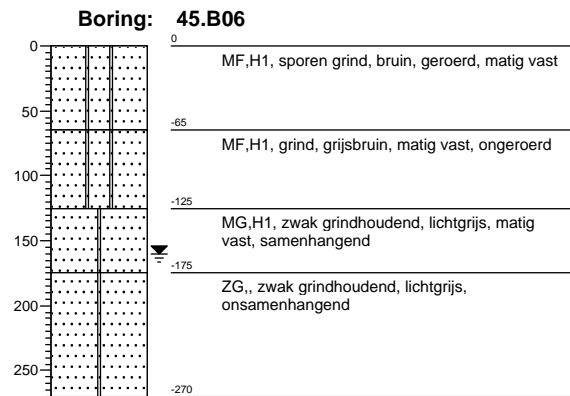 Boring: 45.B06
0
0
MF,H1, sporen grind, bruin, geroerd, matig vast
50
-65
MF,H1, grind, grijsbruin, matig vast, ongeroerd
100
-125
MG,H1, zwak grindhoudend, lichtgrijs, matig
vast, samenhangend
150
-175
ZG,, zwak grindhoudend, lichtgrijs,
onsamenhangend
200
250
-270